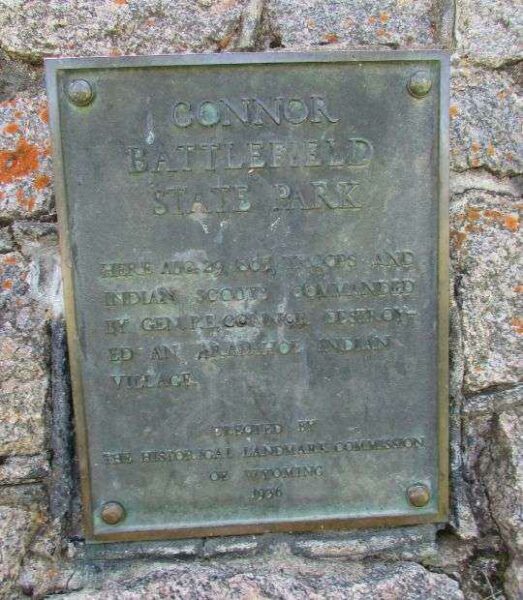 CONNOR
BATTLEFIELD
STATE PARK
HERE AUG. 29, 1865, TROOPS AND
INDIAN SCOUTS COMMANDED
BY GEN. P.E. CONNOR, DESTROY-
ED AN ARAPAHOE INDIAN
VILLAGE.
ERECTED BY
THE HISTORICAL LANDMARK COMMISSION
OF WYOMING
1936